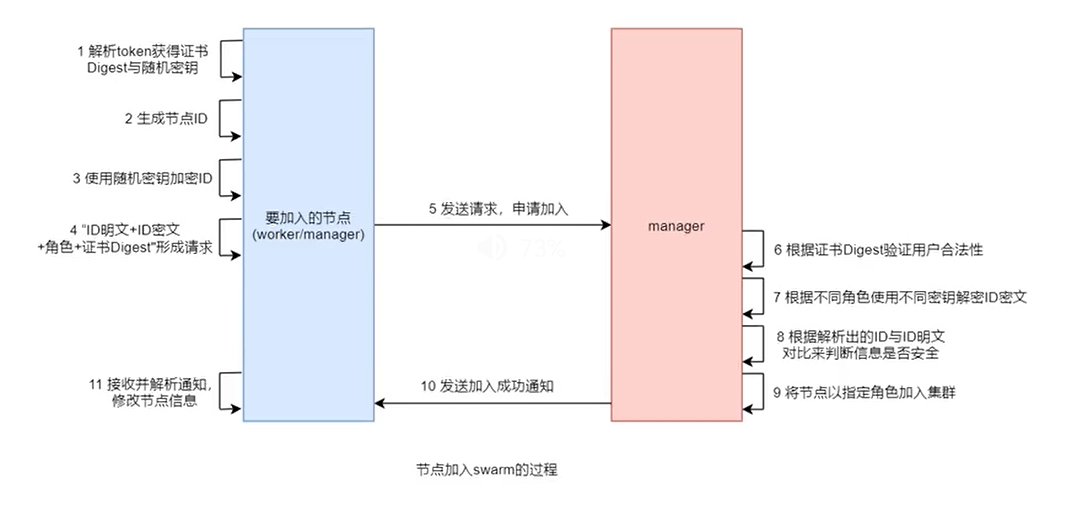 1 解析token获得证书
Digest与随机密钥
2 生成节点ID
3 使用随机密钥加密ID
4 “ID明文+ID密文
+角色+证书Digest"形成请求
要加入的节点
(worker/manager)
5 发送请求，申请加入
73%
manager
6 根据证书Digest验证用户合法性
7 根据不同角色使用不同密钥解密ID密文
8 根据解析出的ID与ID明文
对比来判断信息是否安全
9 将节点以指定角色加入集群
10 发送加入成功通知
11 接收并解析通知，
修改节点信息
节点加入swarm的过程